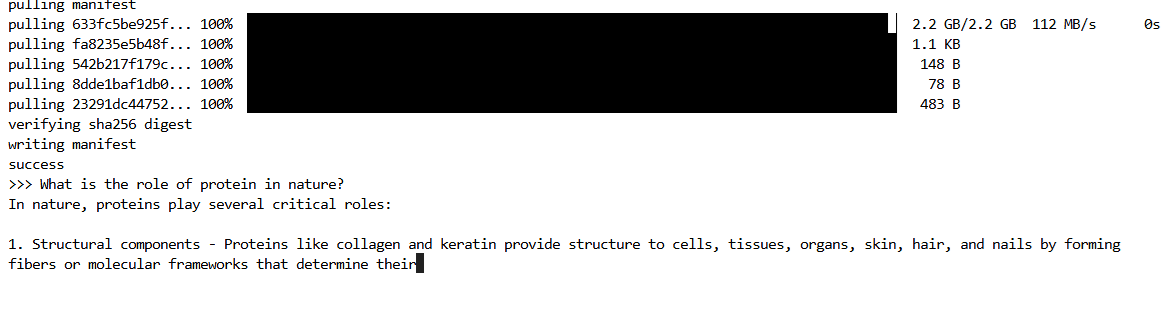 pulling manifest
pulling 633fc5be925f... 100% 2.2 GB/2.2 GB 112 MB/s 0s
pulling fa8235e5b48f... 100% 1.1 KB
pulling 542b217f179c... 100% 148 B
pulling 8dde1baf1db0... 100% 78 B
pulling 23291dc44752... 100% 483 B
verifying sha256 digest
writing manifest
success
>>> What is the role of protein in nature?
In nature, proteins play several critical roles:
1. Structural components - Proteins like collagen and keratin provide structure to cells, tissues, organs, skin, hair, and nails by forming
fibers or molecular frameworks that determine their